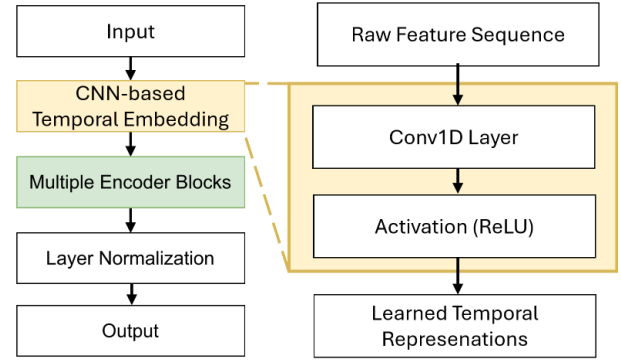 Input
CNN-based
Temporal Embedding
Multiple Encoder Blocks
Layer Normalization
Output
Raw Feature Sequence
Conv1D Layer
Activation (ReLU)
Learned Temporal
Represenations